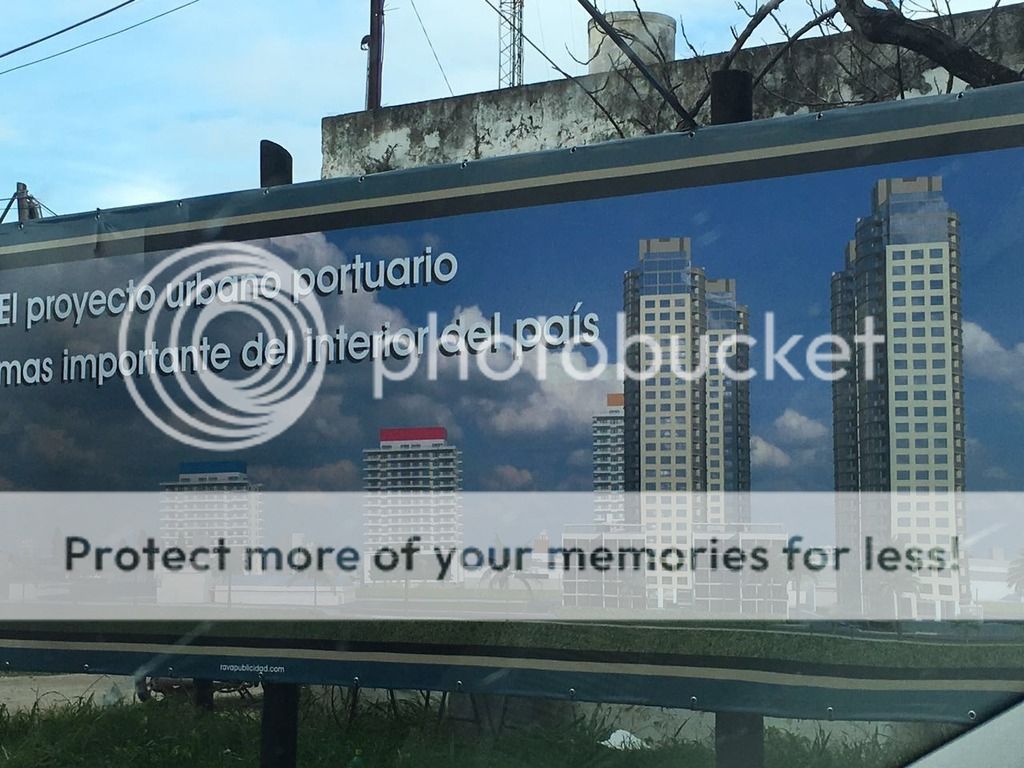 El proyecto urbano portuario
mas importante del interior del país
photobucket
Protect more of your memories for less!
ravapublicidad.com